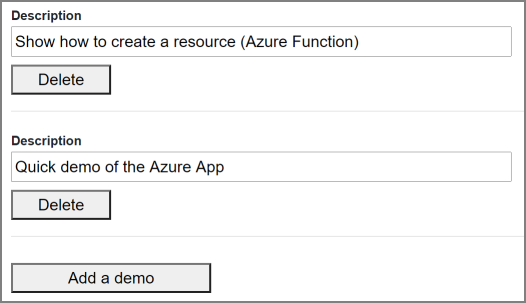 Description
Show how to create a resource (Azure Function)
Delete
Description
Quick demo of the Azure App
Delete
Add a demo